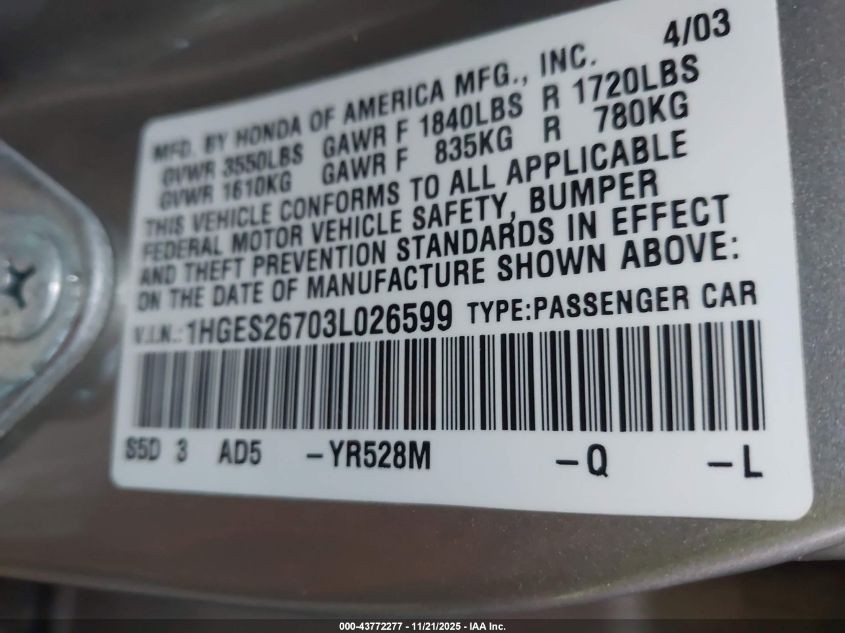 4/03
MFD. BY HONDA OF AMERICA MFG., INC.
GVWR 3550LBS GAWR F 1840LBS R 1720LBS
GVWR 1610KG GAWR F 835KG R 780KG
THIS VEHICLE CONFORMS TO ALL APPLICABLE
FEDERAL MOTOR VEHICLE SAFETY, BUMPER
AND THEFT PREVENTION STANDARDS IN EFFECT
ON THE DATE OF MANUFACTURE SHOWN ABOVE:
V.I.N.:1HGES26703L026599 TYPE:PASSENGER CAR
S5D 3 AD5 -YR528M -Q -L
000-43772277 - 11/21/2025 - IAA Inc.